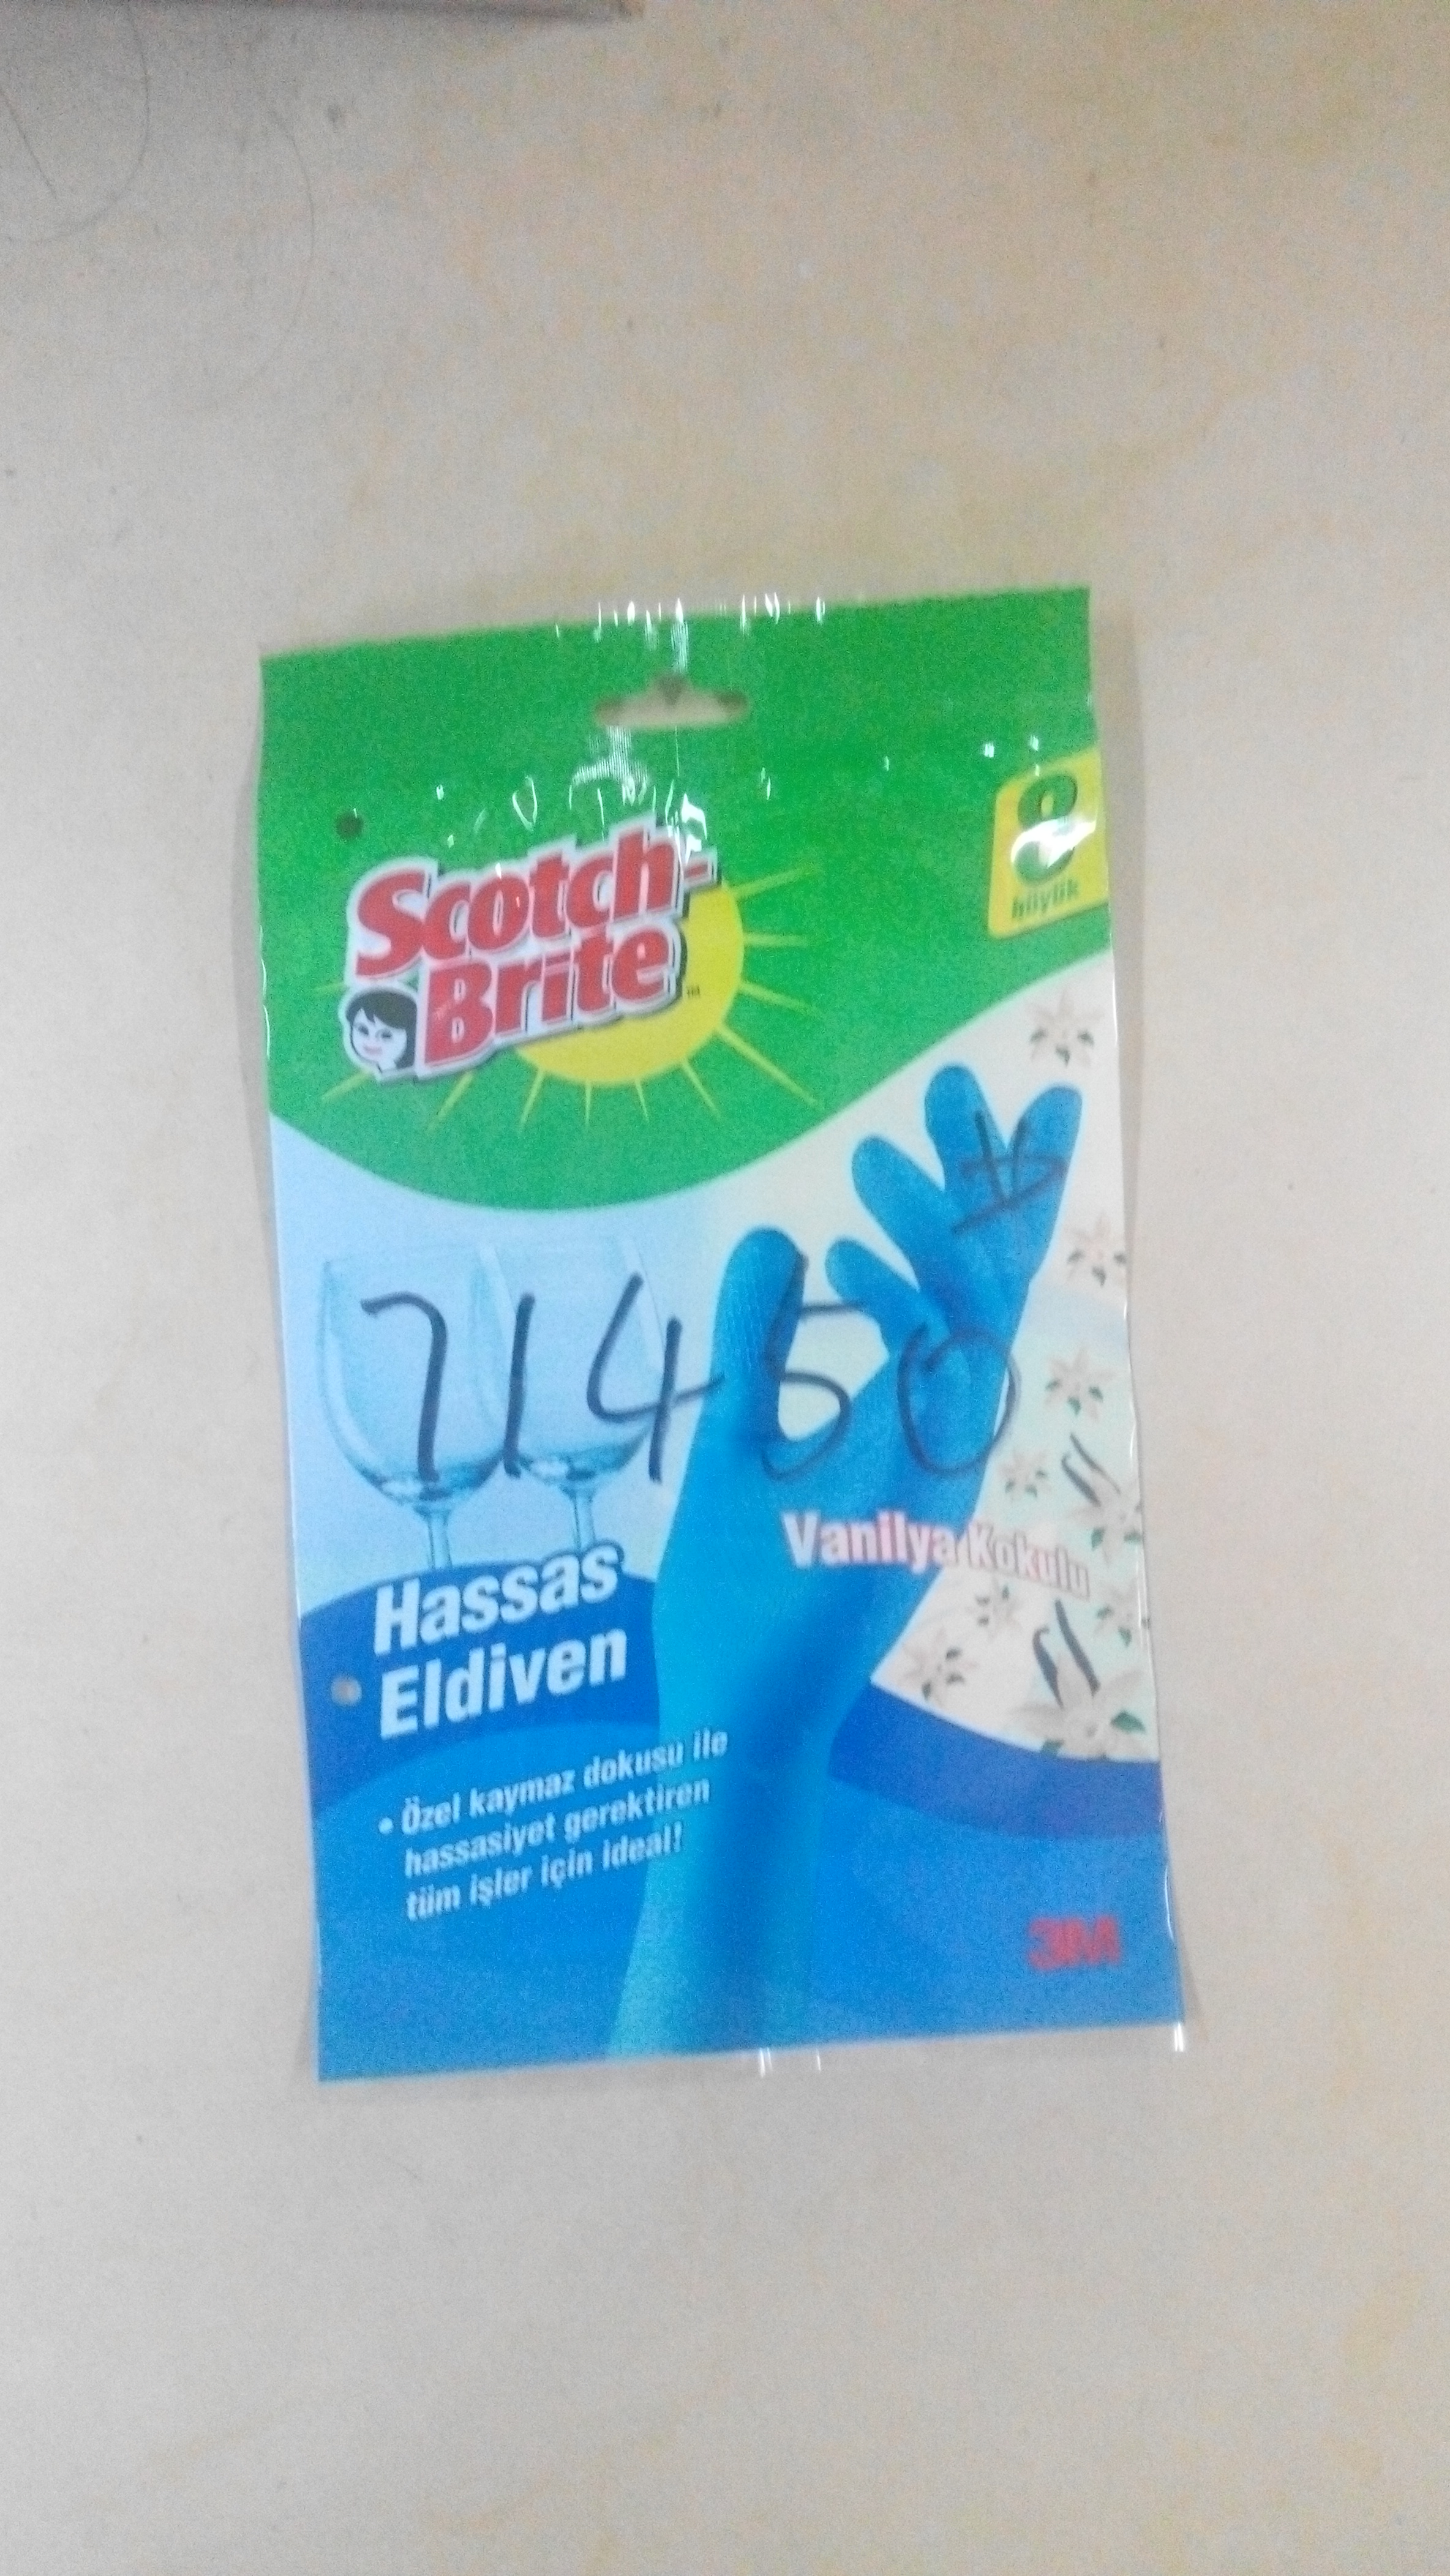 8
büyük
Scotch-
Brite™
71450
Vanilya Kokulu
Hassas
Eldiven
• Özel kaymaz dokusu ile
hassasiyet gerektiren
tüm işler için ideal!
3M